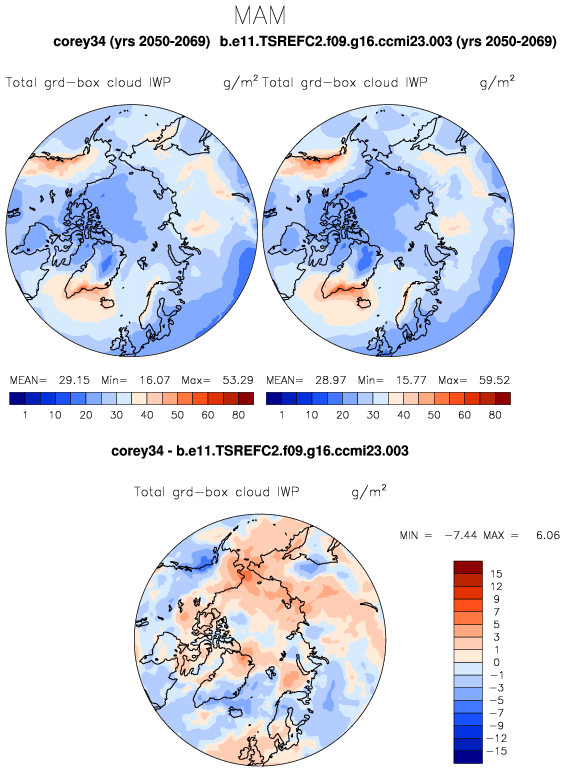 MAM
corey34 (yrs 2050-2069) b.e11.TSREFC2.f09.g16.ccmi23.003 (yrs 2050-2069)
Total grd-box cloud IWP g/m² Total grd-box cloud IWP g/m²
MEAN= 29.15 Min= 16.07 Max= 53.29 MEAN= 28.97 Min= 15.77 Max= 59.52
1 10 20 30 40 50 60 80 1 10 20 30 40 50 60 80
corey34 - b.e11.TSREFC2.f09.g16.ccmi23.003
Total grd-box cloud IWP g/m²
MIN = -7.44 MAX = 6.06
15
12
9
7
5
3
1
0
-1
-3
-5
-7
-9
-12
-15